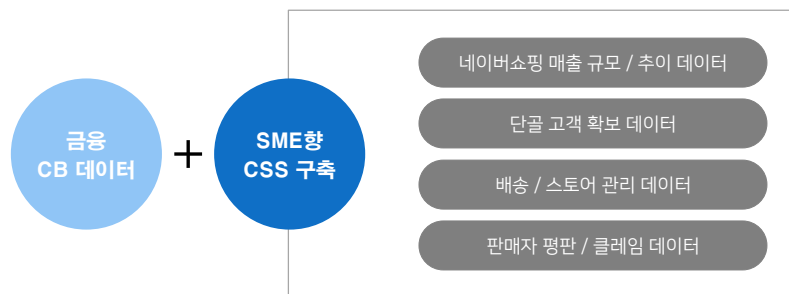 금융
CB 데이터
+
SME향
CSS 구축
네이버쇼핑 매출 규모 / 추이 데이터
단골 고객 확보 데이터
배송 / 스토어 관리 데이터
판매자 평판 / 클레임 데이터